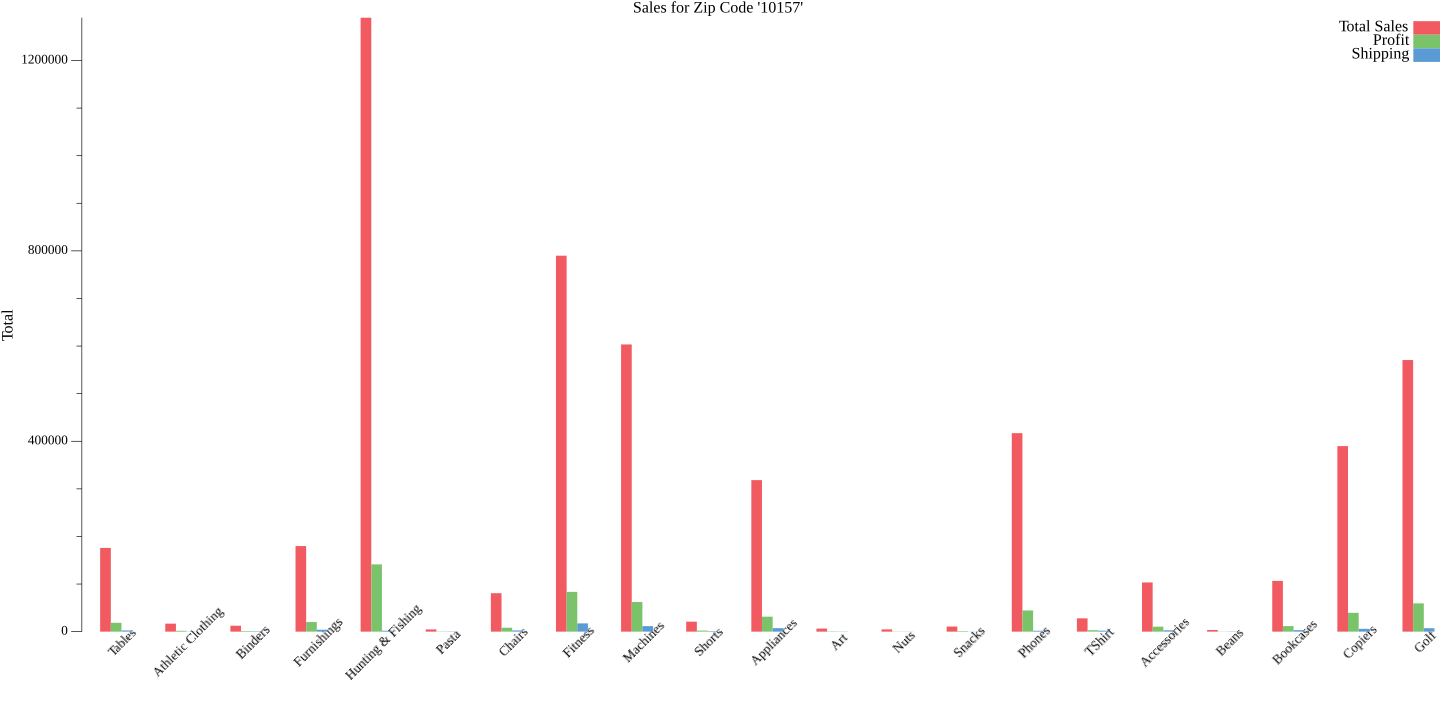 Sales for Zip Code '10157'
Total Sales
Profit
Shipping
1200000
800000
400000
0
Total
Tables
Athletic Clothing
Binders
Furnishings
Hunting & Fishing
Pasta
Chairs
Fitness
Machines
Shorts
Appliances
Art
Nuts
Snacks
Phones
TShirt
Accessories
Beans
Bookcases
Copiers
Golf